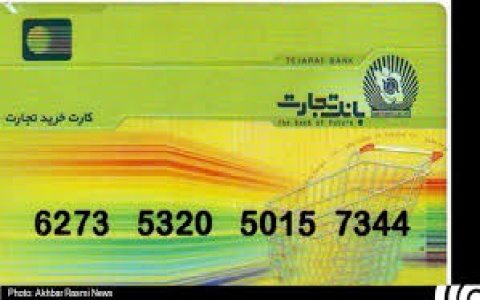 TEJARAT BANK
بانک تجارت
The bank of future
کارت خرید تجارت
6273 5320 5015 7344
Photo: Akhbar Rasmi News